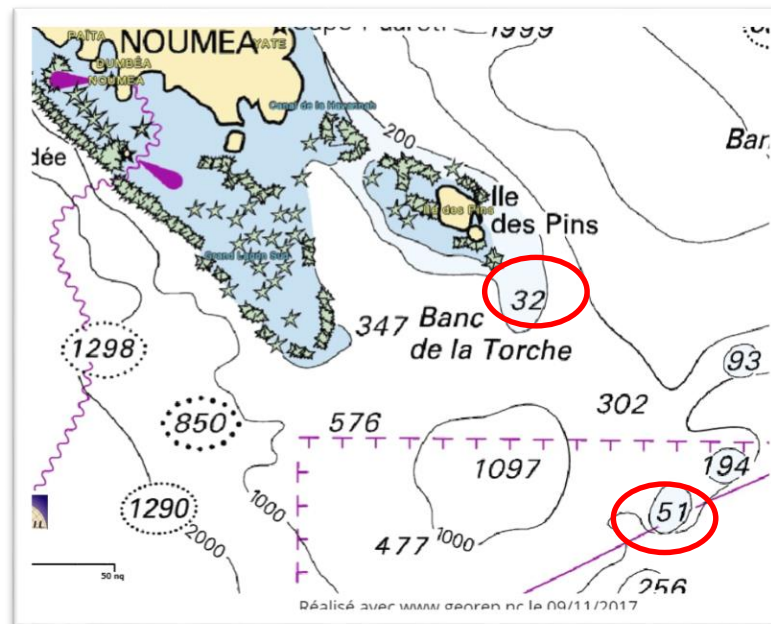 PAÏTA
NOUMEA
YATE
1999
DUMBÉA
NOUMEA
Canal de la Havannah
200
Ban
dée
Ile
des Pins
Ile des Pins
Grand Lagon Sud
32
347 Banc
de la Torche
1298
93
302
850
576
1097
194
1290
1000
2000
51
477
1000
256
50 nq
Réalisé avec www.georep.nc le 09/11/2017